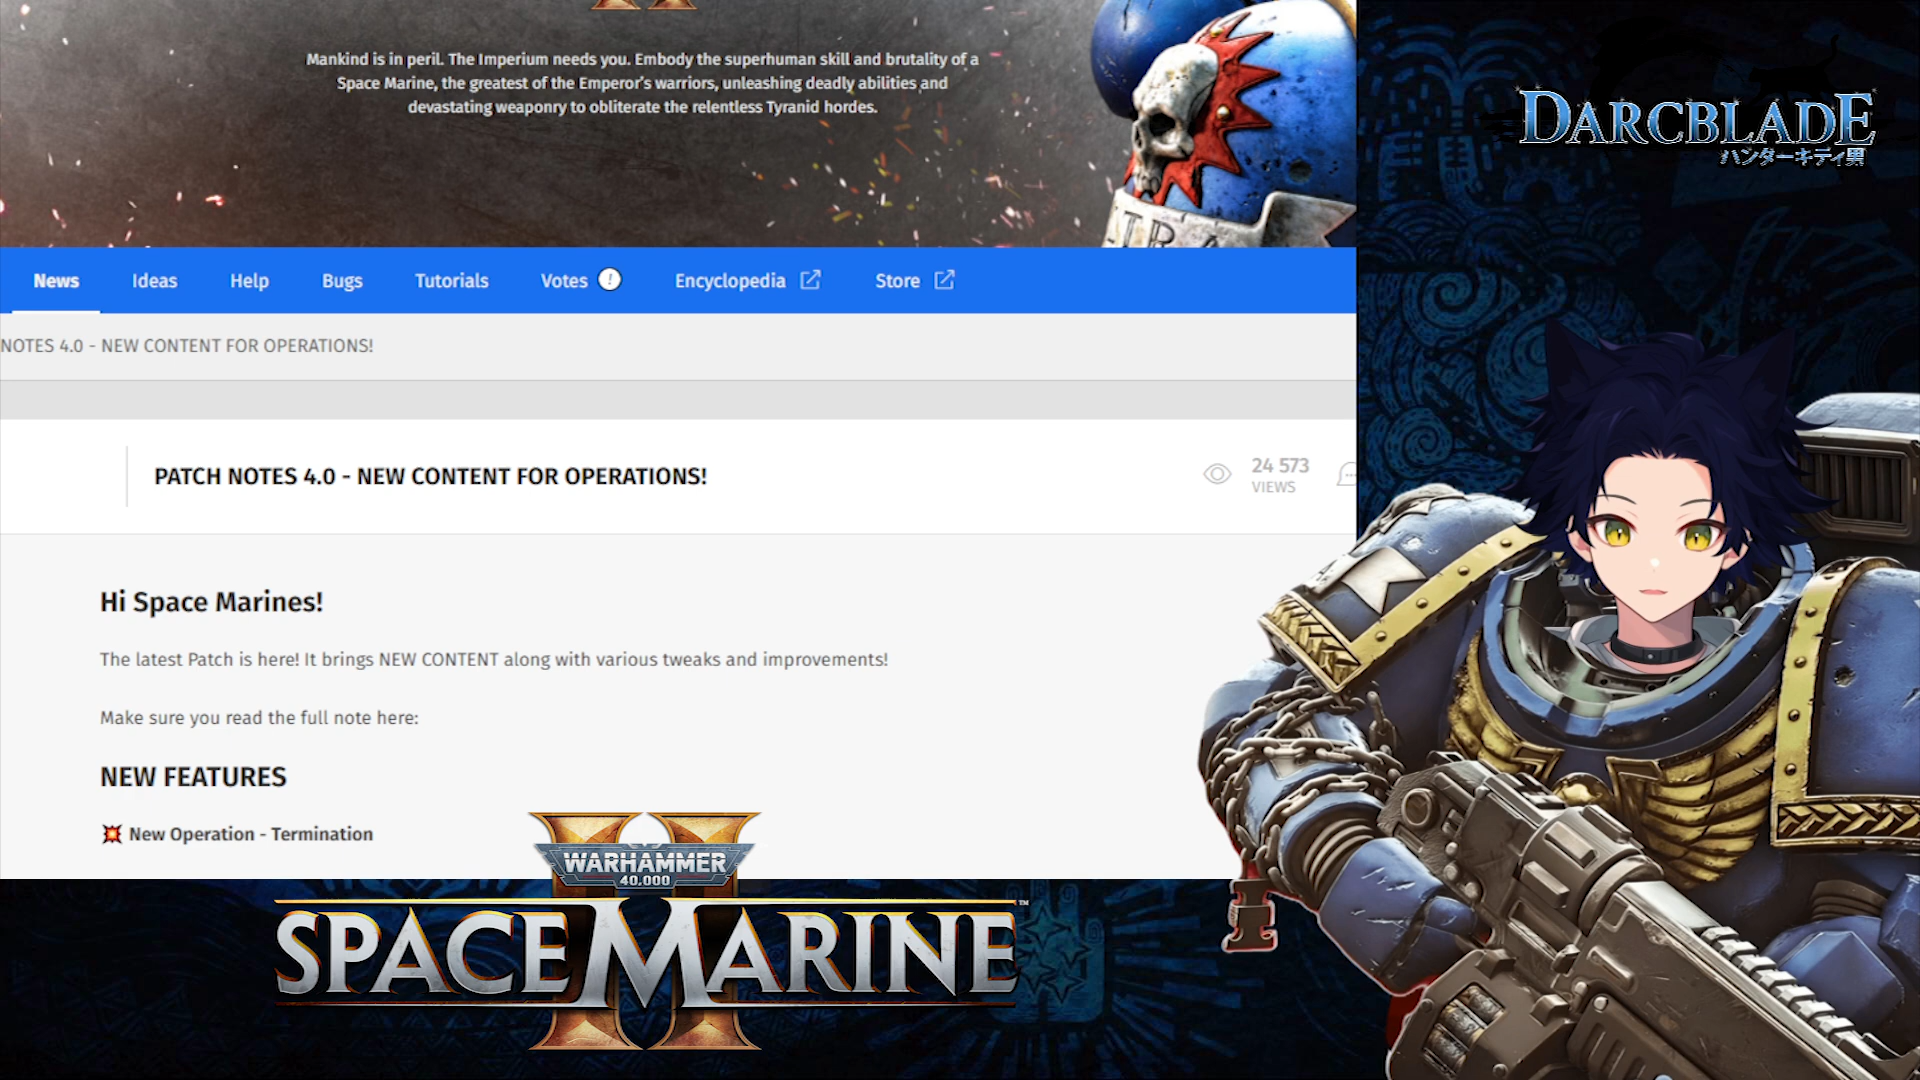 Mankind is in peril. The Imperium needs you. Embody the superhuman skill and brutality of a
Space Marine, the greatest of the Emperor's warriors, unleashing deadly abilities and
devastating weaponry to obliterate the relentless Tyranid hordes.
DARCBLADE
ハンターキティ男
News Ideas Help Bugs Tutorials Votes ! Encyclopedia Store
NOTES 4.0 - NEW CONTENT FOR OPERATIONS!
PATCH NOTES 4.0 - NEW CONTENT FOR OPERATIONS!
24 573
VIEWS
Hi Space Marines!
The latest Patch is here! It brings NEW CONTENT along with various tweaks and improvements!
Make sure you read the full note here:
NEW FEATURES
New Operation - Termination
WARHAMMER
40,000
SPACE MARINE
II
™